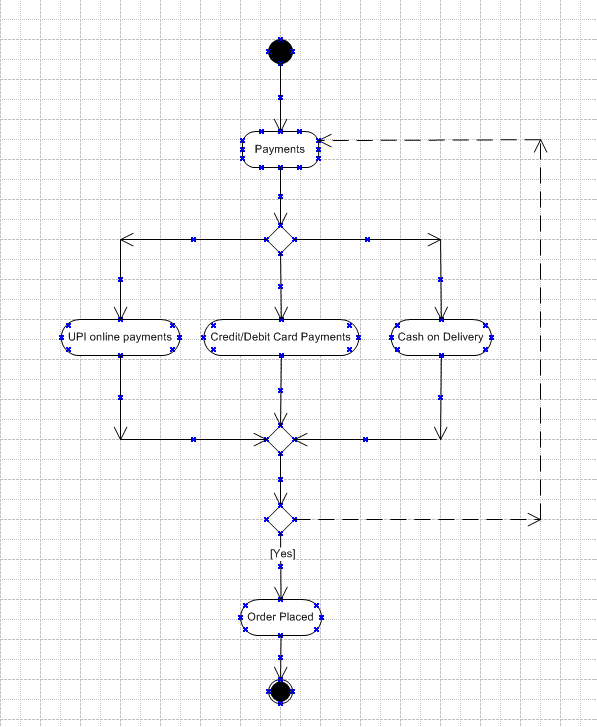 Payments
UPI online payments
Credit/Debit Card Payments
Cash on Delivery
[Yes]
Order Placed